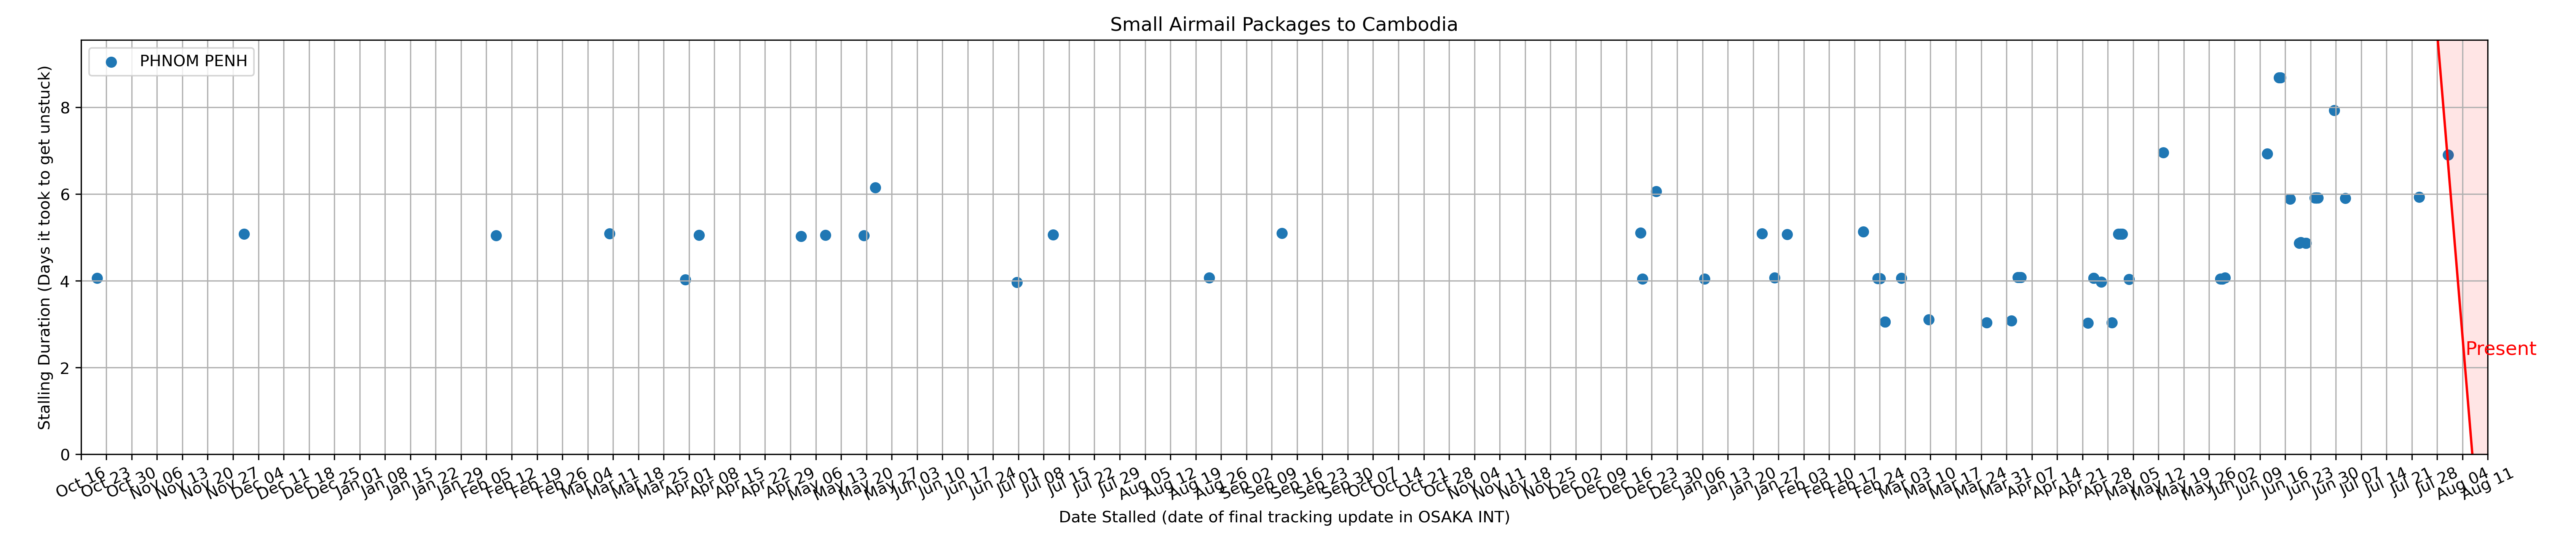 Small Airmail Packages to Cambodia
PHNOM PENH
Stalling Duration (Days it took to get unstuck)
8
6
4
2
0
Present
Oct 16
Oct 23
Oct 30
Nov 06
Nov 13
Nov 20
Nov 27
Dec 04
Dec 11
Dec 18
Dec 25
Jan 01
Jan 08
Jan 15
Jan 22
Jan 29
Feb 05
Feb 12
Feb 19
Feb 26
Mar 04
Mar 11
Mar 18
Mar 25
Apr 01
Apr 08
Apr 15
Apr 22
Apr 29
May 06
May 13
May 20
May 27
Jun 03
Jun 10
Jun 17
Jun 24
Jul 01
Jul 08
Jul 15
Jul 22
Jul 29
Aug 05
Aug 12
Aug 19
Aug 26
Sep 02
Sep 09
Sep 16
Sep 23
Sep 30
Oct 07
Oct 14
Oct 21
Oct 28
Nov 04
Nov 11
Nov 18
Nov 25
Dec 02
Dec 09
Dec 16
Dec 23
Dec 30
Jan 06
Jan 13
Jan 20
Jan 27
Feb 03
Feb 10
Feb 17
Feb 24
Mar 03
Mar 10
Mar 17
Mar 24
Mar 31
Apr 07
Apr 14
Apr 21
Apr 28
May 05
May 12
May 19
May 26
Jun 02
Jun 09
Jun 16
Jun 23
Jun 30
Jul 07
Jul 14
Jul 21
Jul 28
Aug 04
Aug 11
Date Stalled (date of final tracking update in OSAKA INT)